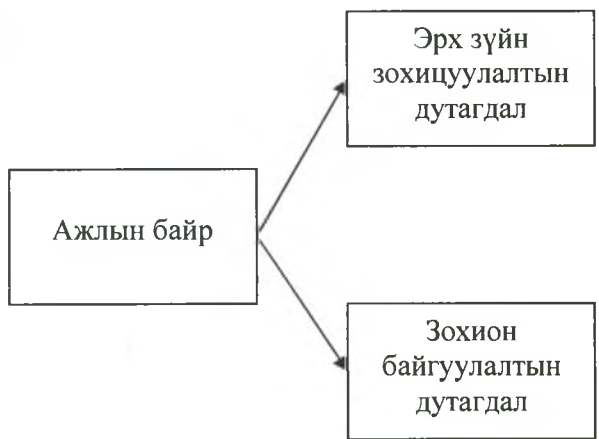 Эрх зүйн
зохицуулалтын
дутагдал
Ажлын байр
Зохион
байгуулалтын
дутагдал